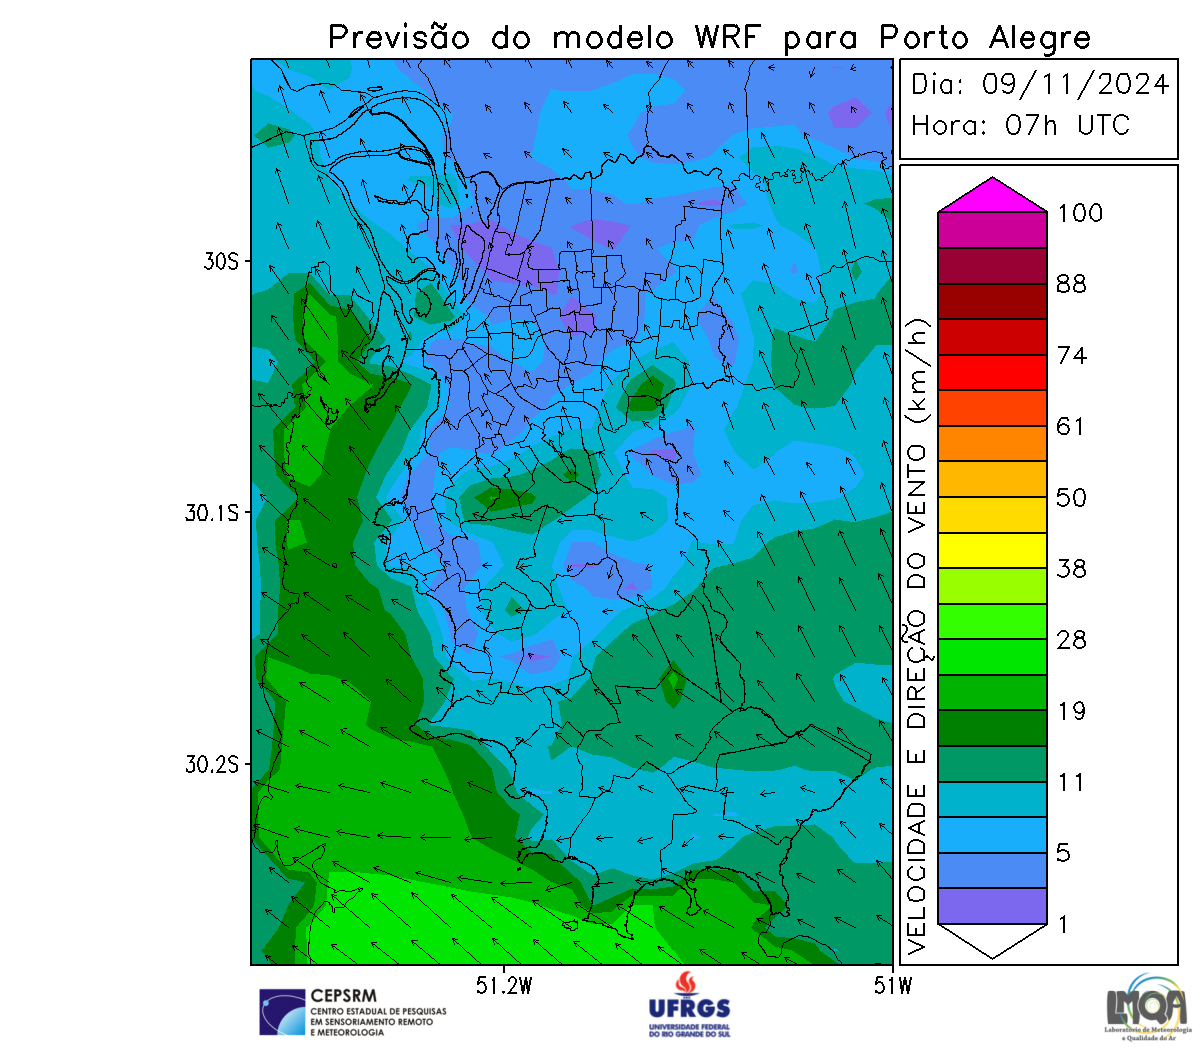 Previsão do modelo WRF para Porto Alegre
Dia: 09/11/2024
Hora: 07h UTC
100
88
74
61
50
38
28
19
11
5
1
VELOCIDADE E DIREÇÃO DO VENTO (km/h)
30S
30.1S
30.2S
51.2W
51W
CEPSRM
CENTRO ESTADUAL DE PESQUISAS
EM SENSORIAMENTO REMOTO
E METEOROLOGIA
UFRGS
UNIVERSIDADE FEDERAL
DO RIO GRANDE DO SUL
LMQA
Laboratório de Meteorologia
e Qualidade do Ar